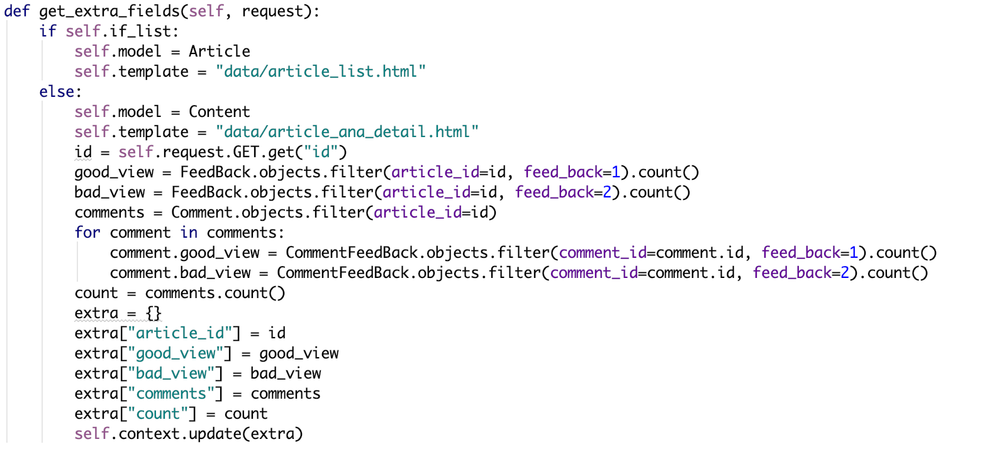 def get_extra_fields(self, request):
    if self.if_list:
        self.model = Article
        self.template = "data/article_list.html"
    else:
        self.model = Content
        self.template = "data/article_ana_detail.html"
        id = self.request.GET.get("id")
        good_view = FeedBack.objects.filter(article_id=id, feed_back=1).count()
        bad_view = FeedBack.objects.filter(article_id=id, feed_back=2).count()
        comments = Comment.objects.filter(article_id=id)
        for comment in comments:
            comment.good_view = CommentFeedBack.objects.filter(comment_id=comment.id, feed_back=1).count()
            comment.bad_view = CommentFeedBack.objects.filter(comment_id=comment.id, feed_back=2).count()
        count = comments.count()
        extra = {}
        extra["article_id"] = id
        extra["good_view"] = good_view
        extra["bad_view"] = bad_view
        extra["comments"] = comments
        extra["count"] = count
        self.context.update(extra)